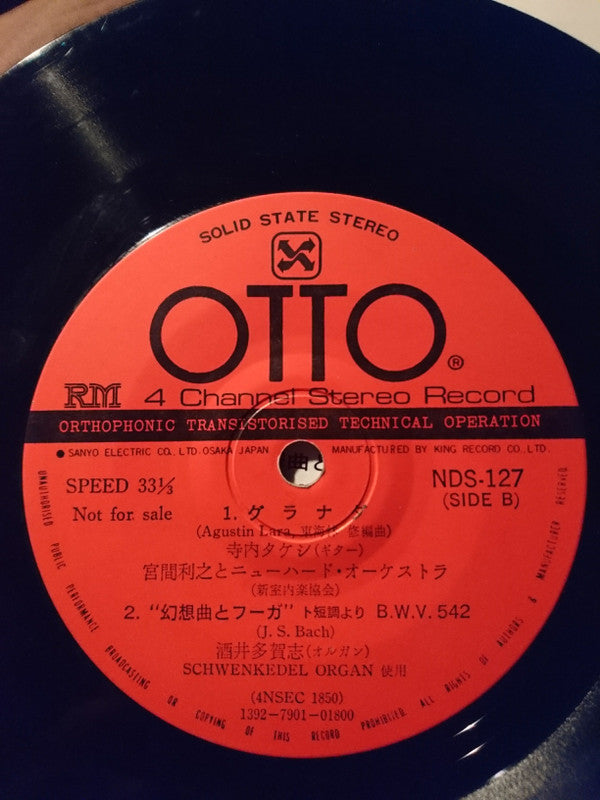 SOLID STATE STEREO
OTTO®
RM 4 Channel Stereo Record
ORTHOPHONIC TRANSISTORISED TECHNICAL OPERATION
● SANYO ELECTRIC CO., LTD. OSAKA JAPAN MANUFACTURED BY KING RECORD CO., LTD.
SPEED 33⅓ NDS-127
Not for sale (SIDE B)
1. グラナダ
(Agustin Lara, 東海林 修編曲)
寺内タケシ(ギター)
宮間利之とニューハード・オーケストラ
(新室内楽協会)
2. “幻想曲とフーガ” ト短調より B.W.V. 542
(J. S. Bach)
酒井多賀志(オルガン)
SCHWENKEDEL ORGAN 使用
(4NSEC 1850)
1392-7901-01800
UNAUTHORISED PUBLIC PERFORMANCE BROADCASTING OR COPYING OF THIS RECORD PROHIBITED. ALL RIGHTS OF AUTHORS & MANUFACTURER RESERVED.